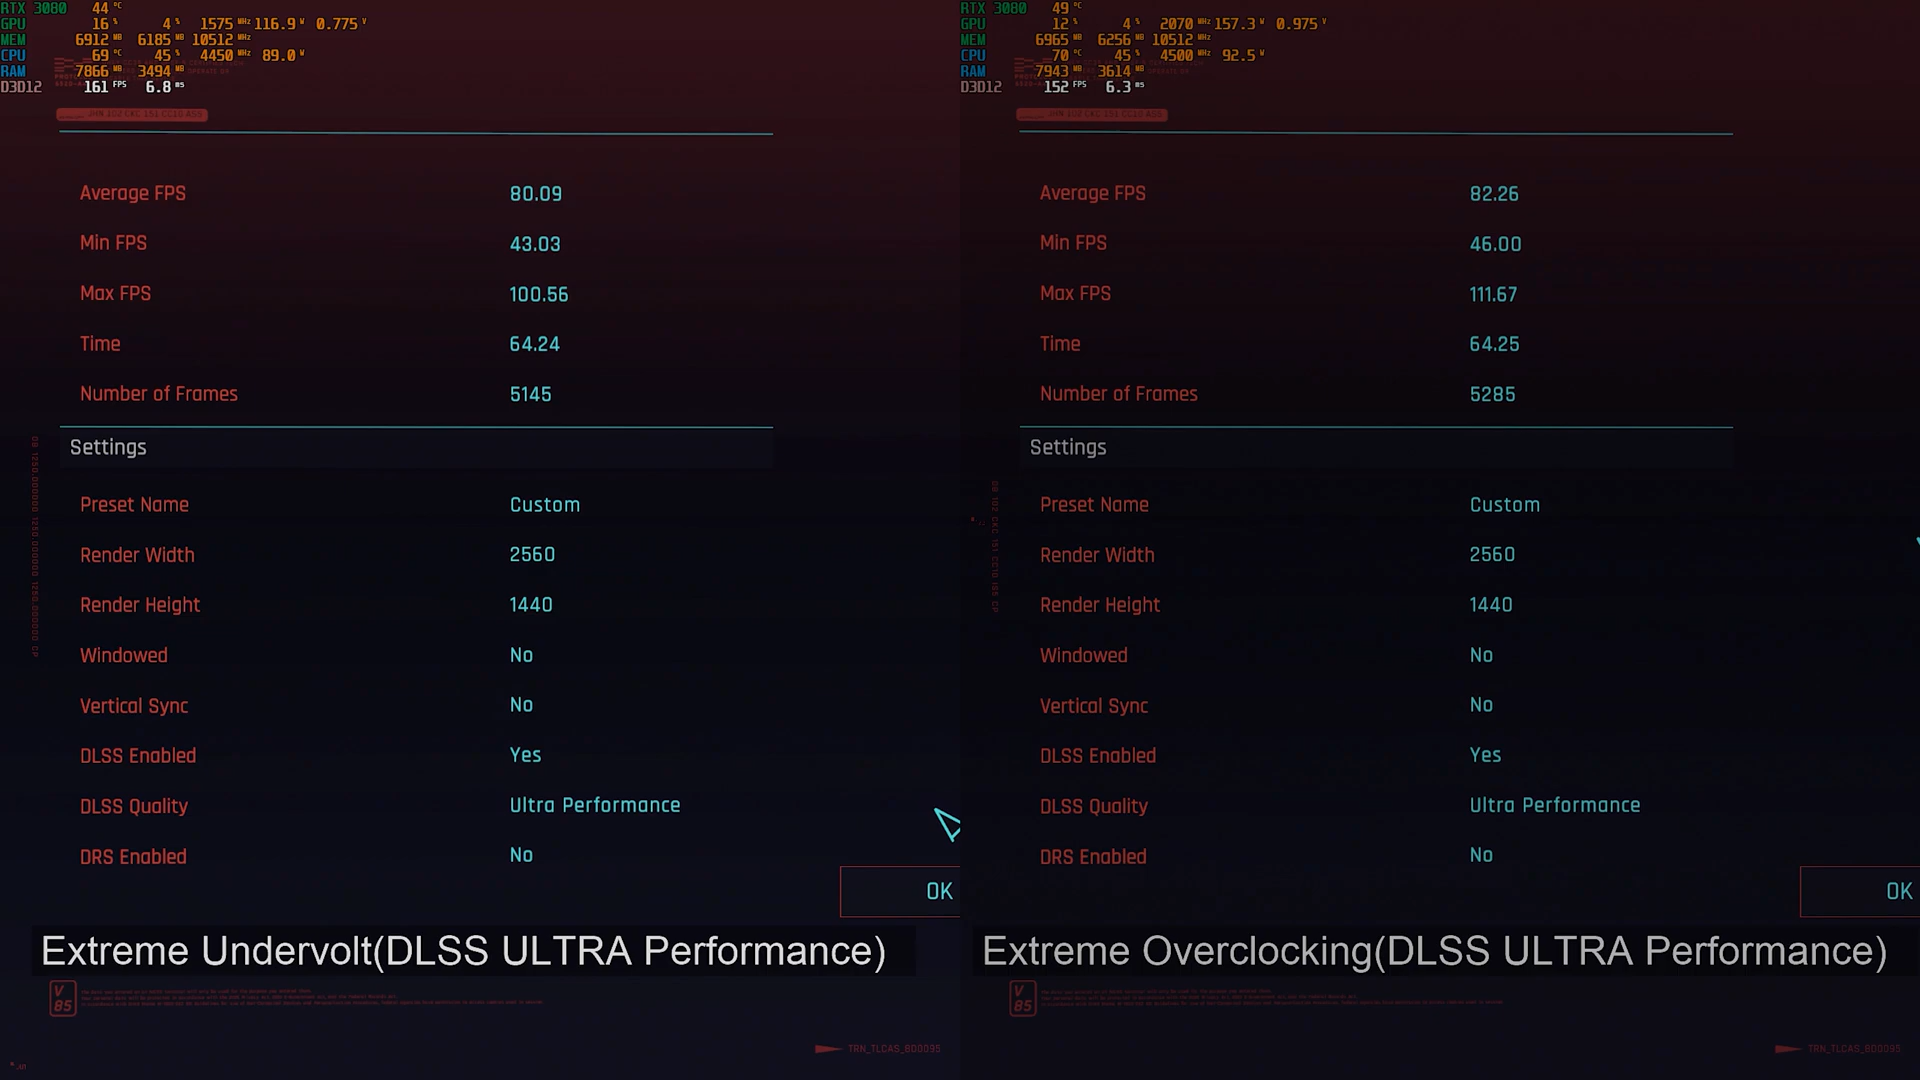 RTX 3080 44 °C
GPU 16 % 4 % 1575 MHz 116.9 W 0.775 V
MEM 6912 MB 6185 MB 10512 MHz
CPU 69 °C 45 % 4450 MHz 89.0 W
RAM 7866 MB 3494 MB
D3D12 161 FPS 6.8 ms
Average FPS 80.09
Min FPS 43.03
Max FPS 100.56
Time 64.24
Number of Frames 5145
Settings
Preset Name Custom
Render Width 2560
Render Height 1440
Windowed No
Vertical Sync No
DLSS Enabled Yes
DLSS Quality Ultra Performance
DRS Enabled No
OK
Extreme Undervolt(DLSS ULTRA Performance)
V
85
TRN_TLCAS_800095
RTX 3080 49 °C
GPU 12 % 4 % 2070 MHz 157.3 W 0.975 V
MEM 6965 MB 6256 MB 10512 MHz
CPU 70 °C 45 % 4500 MHz 92.5 W
RAM 7943 MB 3614 MB
D3D12 152 FPS 6.3 ms
Average FPS 82.26
Min FPS 46.00
Max FPS 111.67
Time 64.25
Number of Frames 5285
Settings
Preset Name Custom
Render Width 2560
Render Height 1440
Windowed No
Vertical Sync No
DLSS Enabled Yes
DLSS Quality Ultra Performance
DRS Enabled No
OK
Extreme Overclocking(DLSS ULTRA Performance)
V
85
TRN_TLCAS_800095